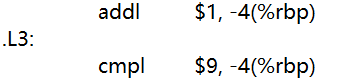 addl $1, -4(%rbp)
.L3:
cmpl $9, -4(%rbp)